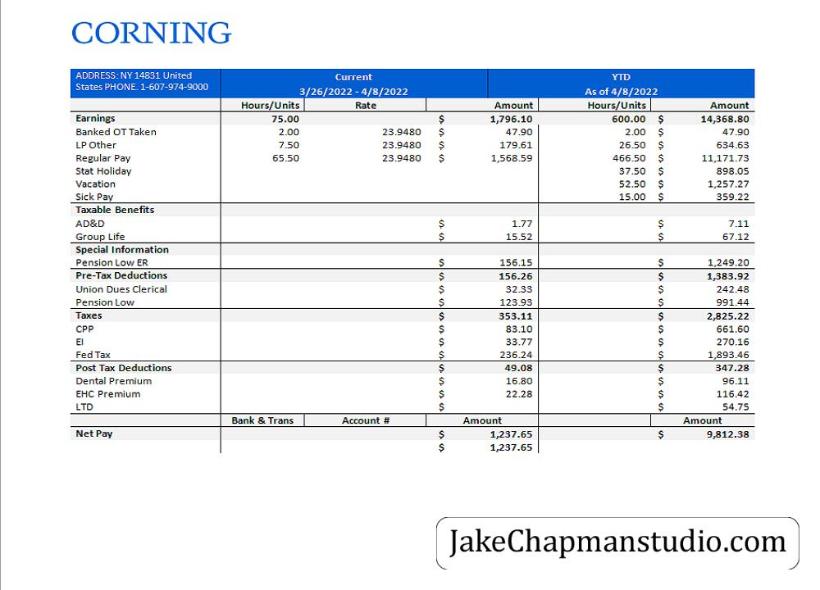 CORNING
ADDRESS: NY 14831 United Current YTD
States PHONE. 1-607-974-9000 3/26/2022 - 4/8/2022 As of 4/8/2022
Hours/Units Rate Amount Hours/Units Amount
Earnings 75.00 $ 1,796.10 600.00 $ 14,368.80
Banked OT Taken 2.00 23.9480 $ 47.90 2.00 $ 47.90
LP Other 7.50 23.9480 $ 179.61 26.50 $ 634.63
Regular Pay 65.50 23.9480 $ 1,568.59 466.50 $ 11,171.73
Stat Holiday 37.50 $ 898.05
Vacation 52.50 $ 1,257.27
Sick Pay 15.00 $ 359.22
Taxable Benefits
AD&D $ 1.77 $ 7.11
Group Life $ 15.52 $ 67.12
Special Information
Pension Low ER $ 156.15 $ 1,249.20
Pre-Tax Deductions $ 156.26 $ 1,383.92
Union Dues Clerical $ 32.33 $ 242.48
Pension Low $ 123.93 $ 991.44
Taxes $ 353.11 $ 2,825.22
CPP $ 83.10 $ 661.60
EI $ 33.77 $ 270.16
Fed Tax $ 236.24 $ 1,893.46
Post Tax Deductions $ 49.08 $ 347.28
Dental Premium $ 16.80 $ 96.11
EHC Premium $ 22.28 $ 116.42
LTD $ $ 54.75
Bank & Trans Account # Amount Amount
Net Pay $ 1,237.65 $ 9,812.38
$ 1,237.65
JakeChapmanstudio.com